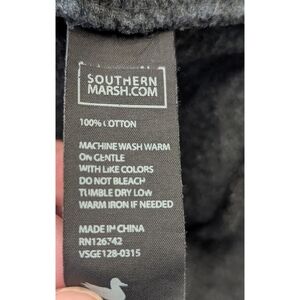 SOUTHERN
MARSH.COM
100% COTTON
MACHINE WASH WARM
ON GENTLE
WITH LIKE COLORS
DO NOT BLEACH
TUMBLE DRY LOW
WARM IRON IF NEEDED
MADE IN CHINA
RN126742
VSGE128-0315